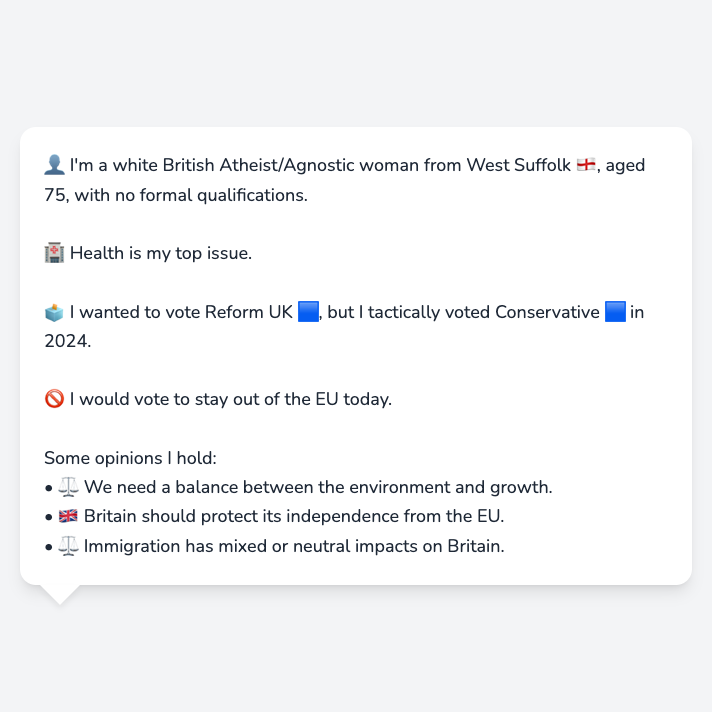 👤 I'm a white British Atheist/Agnostic woman from West Suffolk 🏴󠁧󠁢󠁥󠁮󠁧󠁿, aged
75, with no formal qualifications.
🏥 Health is my top issue.
🗳️ I wanted to vote Reform UK 🟦, but I tactically voted Conservative 🟦 in
2024.
🚫 I would vote to stay out of the EU today.
Some opinions I hold:
• ⚖️ We need a balance between the environment and growth.
• 🇬🇧 Britain should protect its independence from the EU.
• ⚖️ Immigration has mixed or neutral impacts on Britain.